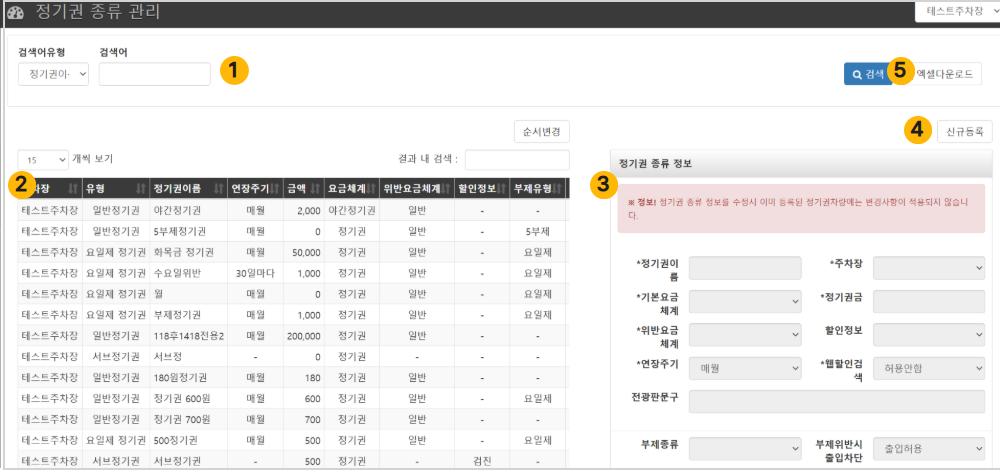 정기권 종류 관리
테스트주차장
검색어유형 검색어
정기권이· 1
검색 5 엑셀다운로드
순서변경 4 신규등록
15 개씩 보기 결과 내 검색 :
정기권 종류 정보
2 차장 유형 정기권이름 연장주기 금액 요금체계 위반요금체계 할인정보 부제유형
3
※ 정보! 정기권 종류 정보를 수정시 이미 등록된 정기권차량에는 변경사항이 적용되지 않습니
다.
테스트주차장 일반정기권 야간정기권 매월 2,000 야간정기권 일반 - -
테스트주차장 일반정기권 5부제정기권 매월 0 정기권 일반 - 5부제
테스트주차장 요일제 정기권 화목금 정기권 매월 50,000 정기권 일반 - 요일제
테스트주차장 요일제 정기권 수요일위반 30일마다 1,000 정기권 일반 - 요일제
테스트주차장 요일제 정기권 월 매월 0 정기권 일반 - 요일제
테스트주차장 요일제 정기권 부제정기권 매월 1,000 정기권 일반 - 요일제
테스트주차장 일반정기권 118후1418전용2 매월 200,000 정기권 일반 - -
테스트주차장 서브정기권 서브정 - 0 정기권 - - -
테스트주차장 일반정기권 180원정기권 매월 180 정기권 일반 - -
테스트주차장 일반정기권 정기권 600원 매월 600 정기권 일반 - 요일제
테스트주차장 일반정기권 정기권 700원 매월 700 정기권 일반 - -
테스트주차장 요일제 정기권 500정기권 매월 500 정기권 일반 - 요일제
테스트주차장 서브정기권 서브정기권 - 500 정기권 - 검진 -
*정기권이
름
*주차장
*기본요금
체계
*정기권금
*위반요금
체계
할인정보
*연장주기 매월
*웹할인검
색 허용안함
전광판문구
부제종류
부제위반시
출입차단 출입허용